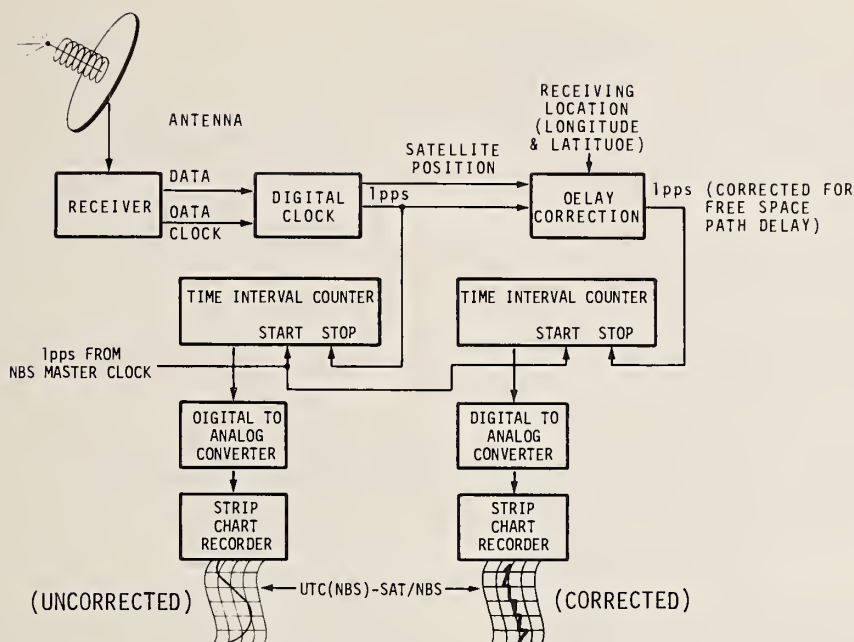 ANTENNA
RECEIVING
LOCATION
(LONGITUDE
& LATITUOE)
SATELLITE
POSITION
DATA
OATA
CLOCK
RECEIVER
DIGITAL
CLOCK
1pps
OELAY
CORRECTION
1pps (CORRECTED FOR
FREE SPACE
PATH DELAY)
TIME INTERVAL COUNTER
START STOP
TIME INTERVAL COUNTER
START STOP
1pps FROM
NBS MASTER CLOCK
OIGITAL TO
ANALOG
CONVERTER
DIGITAL TO
ANALOG
CONVERTER
STRIP
CHART
RECORDER
STRIP
CHART
RECORDER
(UNCORRECTED)
UTC(NBS)-SAT/NBS
(CORRECTED)